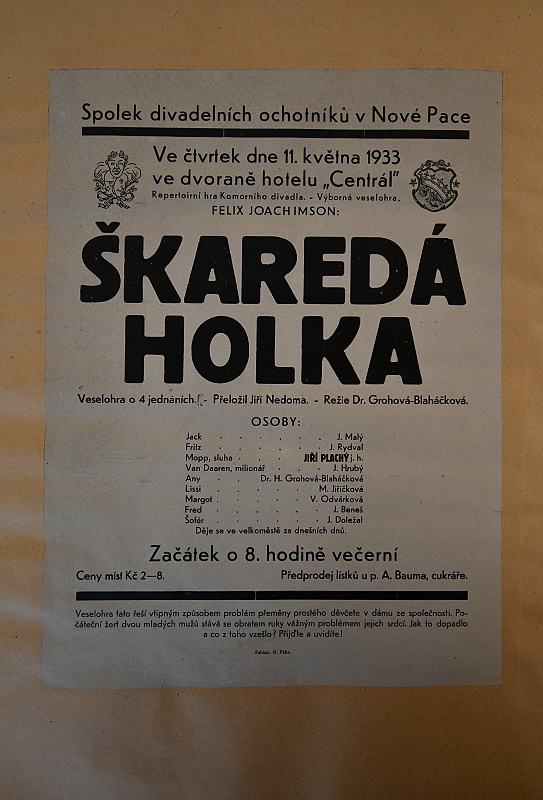 Spolek divadelních ochotníků v Nové Pace
Ve čtvrtek dne 11. května 1933
ve dvoraně hotelu „Centrál"
Repertoirní hra Komorního divadla. - Výborná veselohra.
FELIX JOACHIMSON:
ŠKAREDÁ
HOLKA
Veselohra o 4 jednáních. - Přeložil Jiří Nedoma. - Režie Dr. Grohová-Blaháčková.
OSOBY:
Jack . . . . . . J. Malý
Fritz . . . . . . J. Rydval
Mopp, sluha . . . JIŘÍ PLACHÝ j. h.
Van Daaren, milionář . . . . J. Hrubý
Any . . Dr. H. Grohová-Blaháčková
Lissi . . . . . M. Jiřičková
Margot . . . . . V. Odvárková
Fred . . . . . . J. Beneš
Šofér . . . . . . J. Doležal
Děje se ve velkoměstě za dnešních dnů.
Začátek o 8. hodině večerní
Ceny míst Kč 2—8. Předprodej lístků u p. A. Bauma, cukráře.
Veselohra tato řeší vtipným způsobem problém přeměny prostého děvčete v dámu ze společnosti. Po-
áteční žert dvou mladých mužů stává se obratem ruky vážným problémem jejich srdcí. Jak to dopadlo
a co z toho vzešlo? Přijďte a uvidíte!
Fabián, N. Paka.